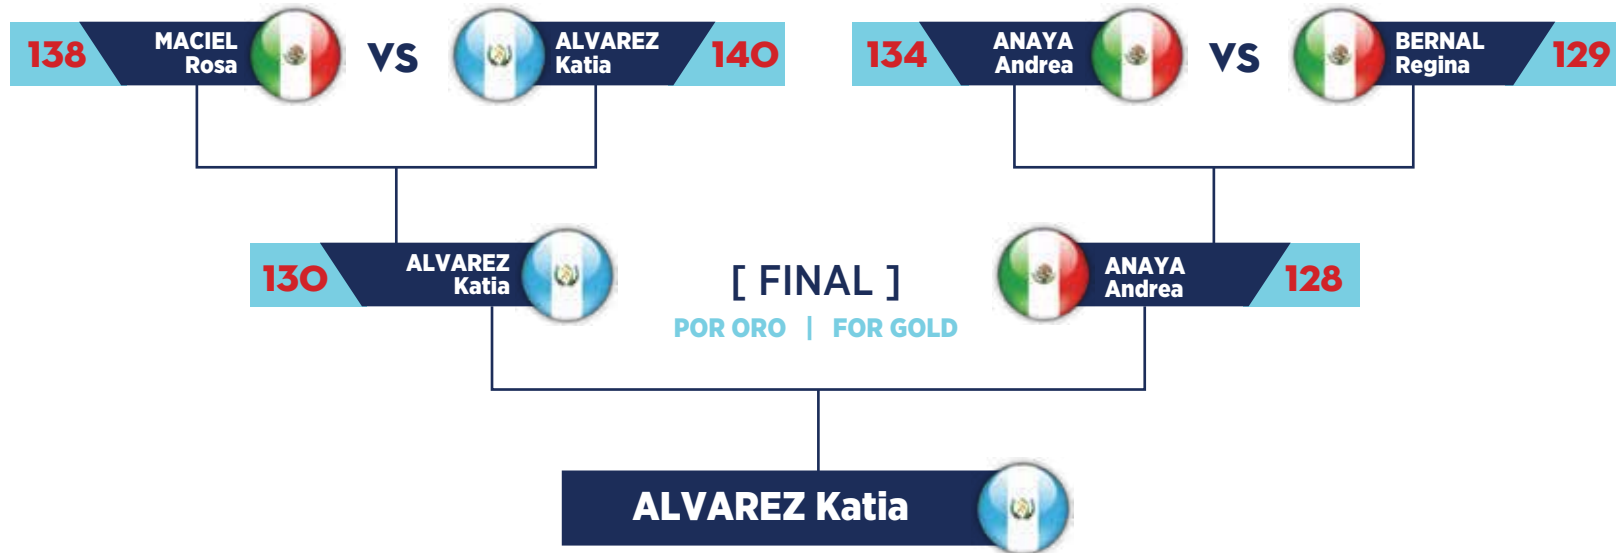 138 MACIEL Rosa VS ALVAREZ Katia 140
134 ANAYA Andrea VS BERNAL Regina 129
130 ALVAREZ Katia
[ FINAL ]
POR ORO | FOR GOLD
ANAYA Andrea 128
ALVAREZ Katia